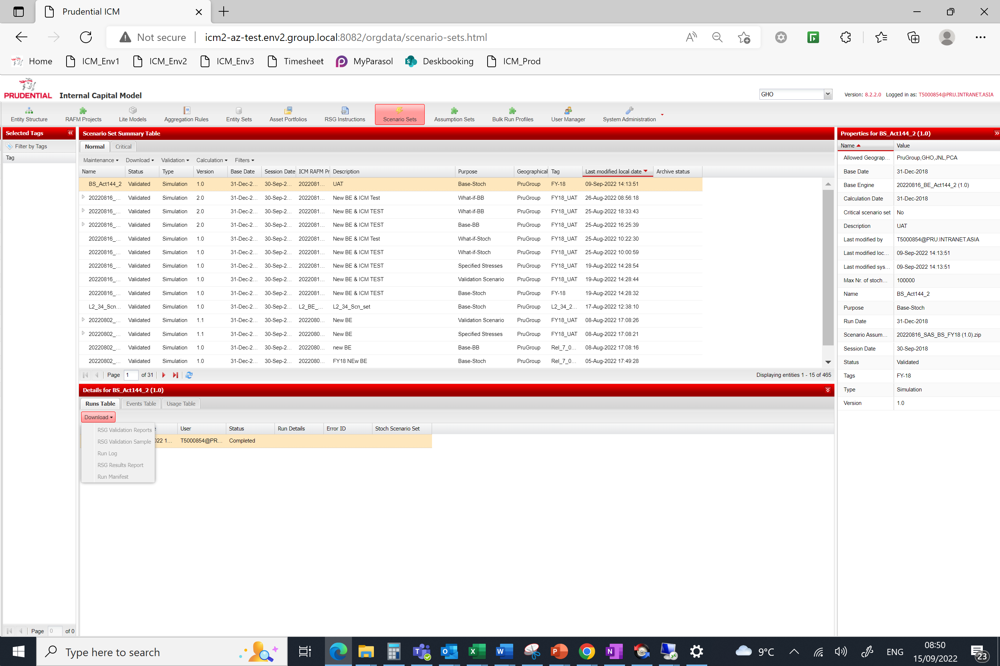 Prudential ICM
Not secure icm2-az-test.env2.group.local:8082/orgdata/scenario-sets.html
Home ICM_Env1 ICM_Env2 ICM_Env3 Timesheet MyParasol Deskbooking ICM_Prod
PRUDENTIAL Internal Capital Model GHO Version: 8.2.2.0 Logged in as: T5000854@PRU.INTRANET.ASIA
Entity Structure RAFM Projects Lite Models Aggregation Rules Entity Sets Asset Portfolios RSG Instructions Scenario Sets Assumption Sets Bulk Run Profiles User Manager System Administration
Selected Tags
Filter by Tags
Tag
Page 0 of 0
Scenario Set Summary Table
Normal Critical
Maintenance Download Validation Calculation Filters
Name Status Type Version Base Date Session Date ICM RAFM Pr Description Purpose Geographical Tag Last modified local date Archive status
BS_Act144_2 Validated Simulation 1.0 31-Dec-2... 30-Sep-2... 2022081... UAT Base-Stoch PruGroup FY-18 09-Sep-2022 14:13:51
20220816_... Validated Simulation 2.0 31-Dec-2... 30-Sep-2... 2022081... New BE & ICM Test What-if-BB PruGroup FY18_UAT 26-Aug-2022 08:56:18
20220816_... Validated Simulation 2.0 31-Dec-2... 30-Sep-2... 2022081... New BE & ICM TEST What-if-BB PruGroup FY18_UAT 25-Aug-2022 18:33:43
20220816_... Validated Simulation 2.0 31-Dec-2... 30-Sep-2... 2022081... New BE & ICM TEST Base-BB PruGroup FY18_UAT 25-Aug-2022 16:25:39
20220816_... Validated Simulation 1.0 31-Dec-2... 30-Sep-2... 2022081... New BE & ICM Test What-if-Stoch PruGroup FY18_UAT 25-Aug-2022 10:22:30
20220816_... Validated Simulation 1.0 31-Dec-2... 30-Sep-2... 2022081... New BE & ICM TEST What-if-Stoch PruGroup FY18_UAT 25-Aug-2022 10:00:59
20220816_... Validated Simulation 1.0 31-Dec-2... 30-Sep-2... 2022081... New BE & ICM TEST Specified Stresses PruGroup FY18_UAT 19-Aug-2022 14:28:54
20220816_... Validated Simulation 1.0 31-Dec-2... 30-Sep-2... 2022081... New BE & ICM TEST Validation Scenario PruGroup FY18_UAT 19-Aug-2022 14:28:44
20220816_... Validated Simulation 1.0 31-Dec-2... 30-Sep-2... 2022081... New BE & ICM TEST Base-Stoch PruGroup FY-18 19-Aug-2022 14:28:32
L2_34_Scn... Validated Simulation 1.0 31-Dec-2... 30-Sep-2... L2_BE_... L2_34_Scn_set Base-Stoch PruGroup L2_34_2... 17-Aug-2022 12:38:10
20220802_... Validated Simulation 1.1 31-Dec-2... 30-Sep-2... 2022080... New BE Validation Scenario PruGroup FY18_UAT 08-Aug-2022 17:08:26
20220802_... Validated Simulation 1.1 31-Dec-2... 30-Sep-2... 2022080... New BE Specified Stresses PruGroup FY18_UAT 08-Aug-2022 17:08:21
20220802_... Validated Simulation 1.0 31-Dec-2... 30-Sep-2... 2022080... new BE Base-BB PruGroup Rel_7_0... 08-Aug-2022 17:08:16
20220802_... Validated Simulation 1.0 31-Dec-2... 30-Sep-2... 2022080... FY18 NEw BE Base-Stoch PruGroup Rel_7_0... 05-Aug-2022 17:49:28
Page 1 of 31 Displaying entities 1 - 15 of 465
Details for BS_Act144_2 (1.0)
Runs Table Events Table Usage Table
Download
e User Status Run Details Error ID Stoch Scenario Set
022 1... T5000854@PR... Completed
RSG Validation Reports
RSG Validation Sample
Run Log
RSG Results Report
Run Manifest
Properties for BS_Act144_2 (1.0)
Name Value
Allowed Geograp... PruGroup,GHO,JNL,PCA
Base Date 31-Dec-2018
Base Engine 20220816_BE_Act144_2 (1.0)
Calculation Date 31-Dec-2018
Critical scenario set No
Description UAT
Last modified by T5000854@PRU.INTRANET.ASIA
Last modified loc... 09-Sep-2022 14:13:51
Last modified sys... 09-Sep-2022 14:13:51
Max Nr. of stoch... 100000
Name BS_Act144_2
Purpose Base-Stoch
Run Date 31-Dec-2018
Scenario Assum... 20220816_SAS_BS_FY18 (1.0).zip
Session Date 30-Sep-2018
Status Validated
Tags FY-18
Type Simulation
Version 1.0
Type here to search 9°C ENG 08:50
15/09/2022 23